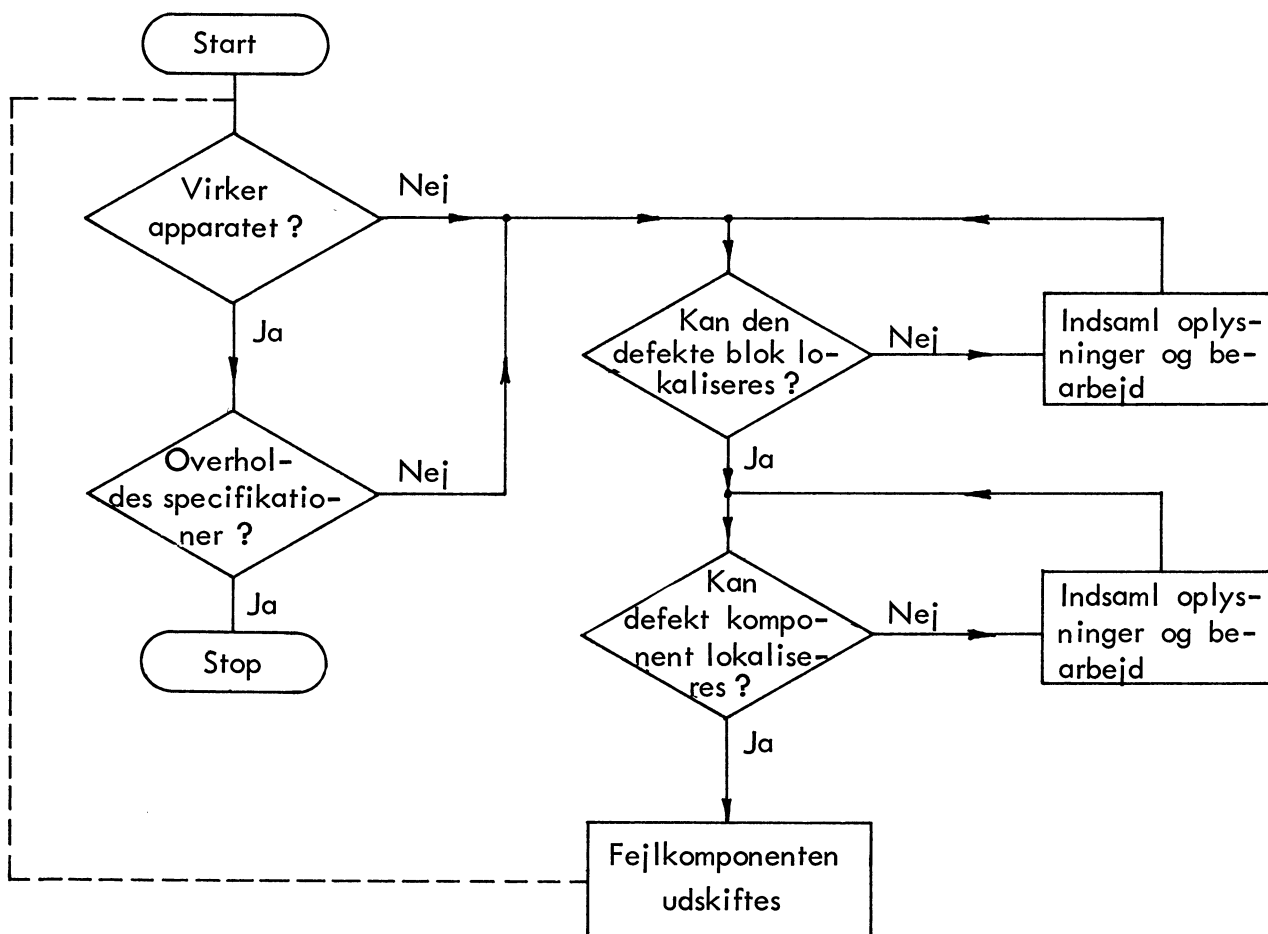 Start
Virker
apparatet ?
Nej
Ja
Overhol-
des specifikatio-
ner ?
Nej
Ja
Stop
Kan den
defekte blok lo-
kaliseres ?
Nej
Indsaml oplys-
ninger og be-
arbejd
Ja
Kan
defekt kompo-
nent lokalise-
res ?
Nej
Indsaml oplys-
ninger og be-
arbejd
Ja
Fejlkomponenten
udskiftes